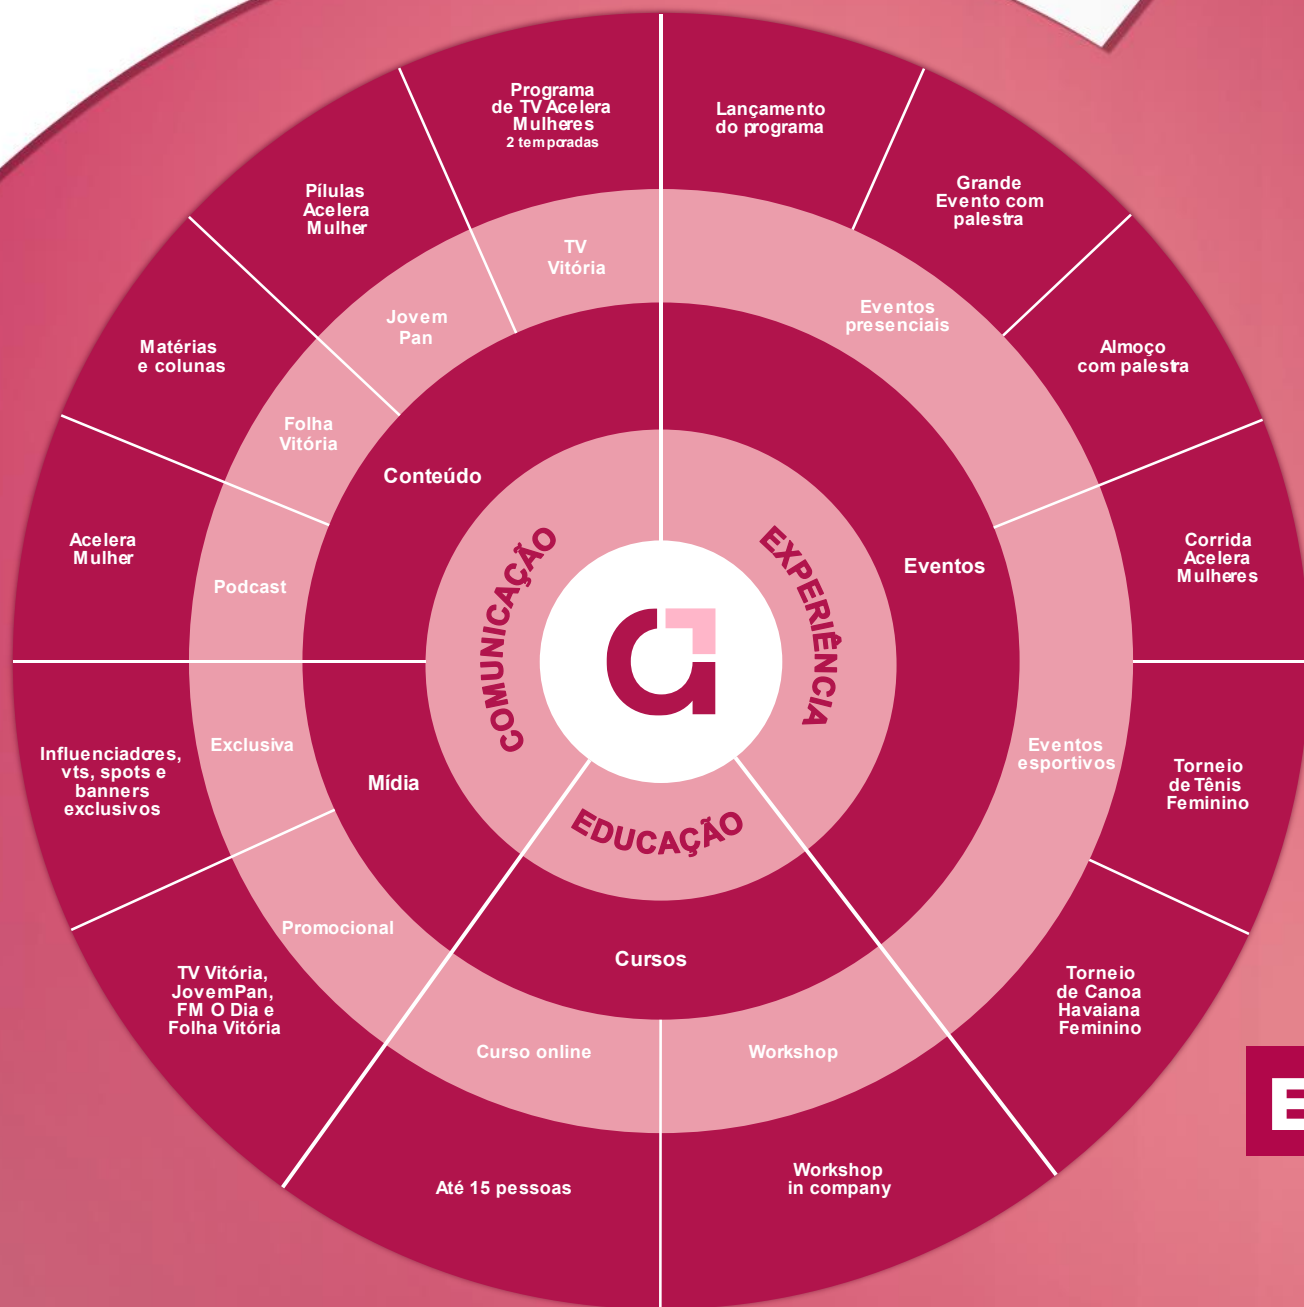 Programa
de TV Acelera
Mulheres
2 temporadas
Lançamento
do programa
Grande
Evento com
palestra
Almoço
com palestra
Corrida
Acelera
Mulheres
Torneio
de Tênis
Feminino
Torneio
de Canoa
Havaiana
Feminino
Workshop
in company
Até 15 pessoas
TV Vitória,
JovemPan,
FM O Dia e
Folha Vitória
Influenciadores,
vts, spots e
banners
exclusivos
Acelera
Mulher
Matérias
e colunas
Pílulas
Acelera
Mulher
TV
Vitória
Eventos
presenciais
Eventos
esportivos
Workshop
Curso online
Promocional
Exclusiva
Podcast
Folha
Vitória
Jovem
Pan
Conteúdo
Eventos
Cursos
Mídia
COMUNICAÇÃO
EXPERIÊNCIA
EDUCAÇÃO
E